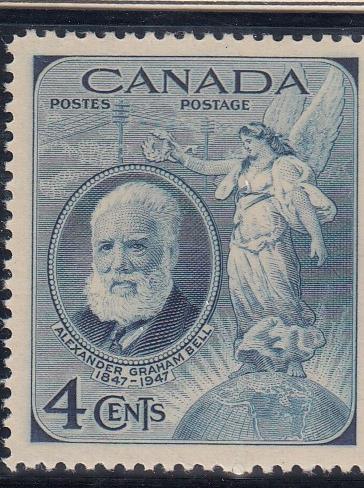 CANADA
POSTES POSTAGE
ALEXANDER GRAHAM BELL
1847-1947
4 CENTS